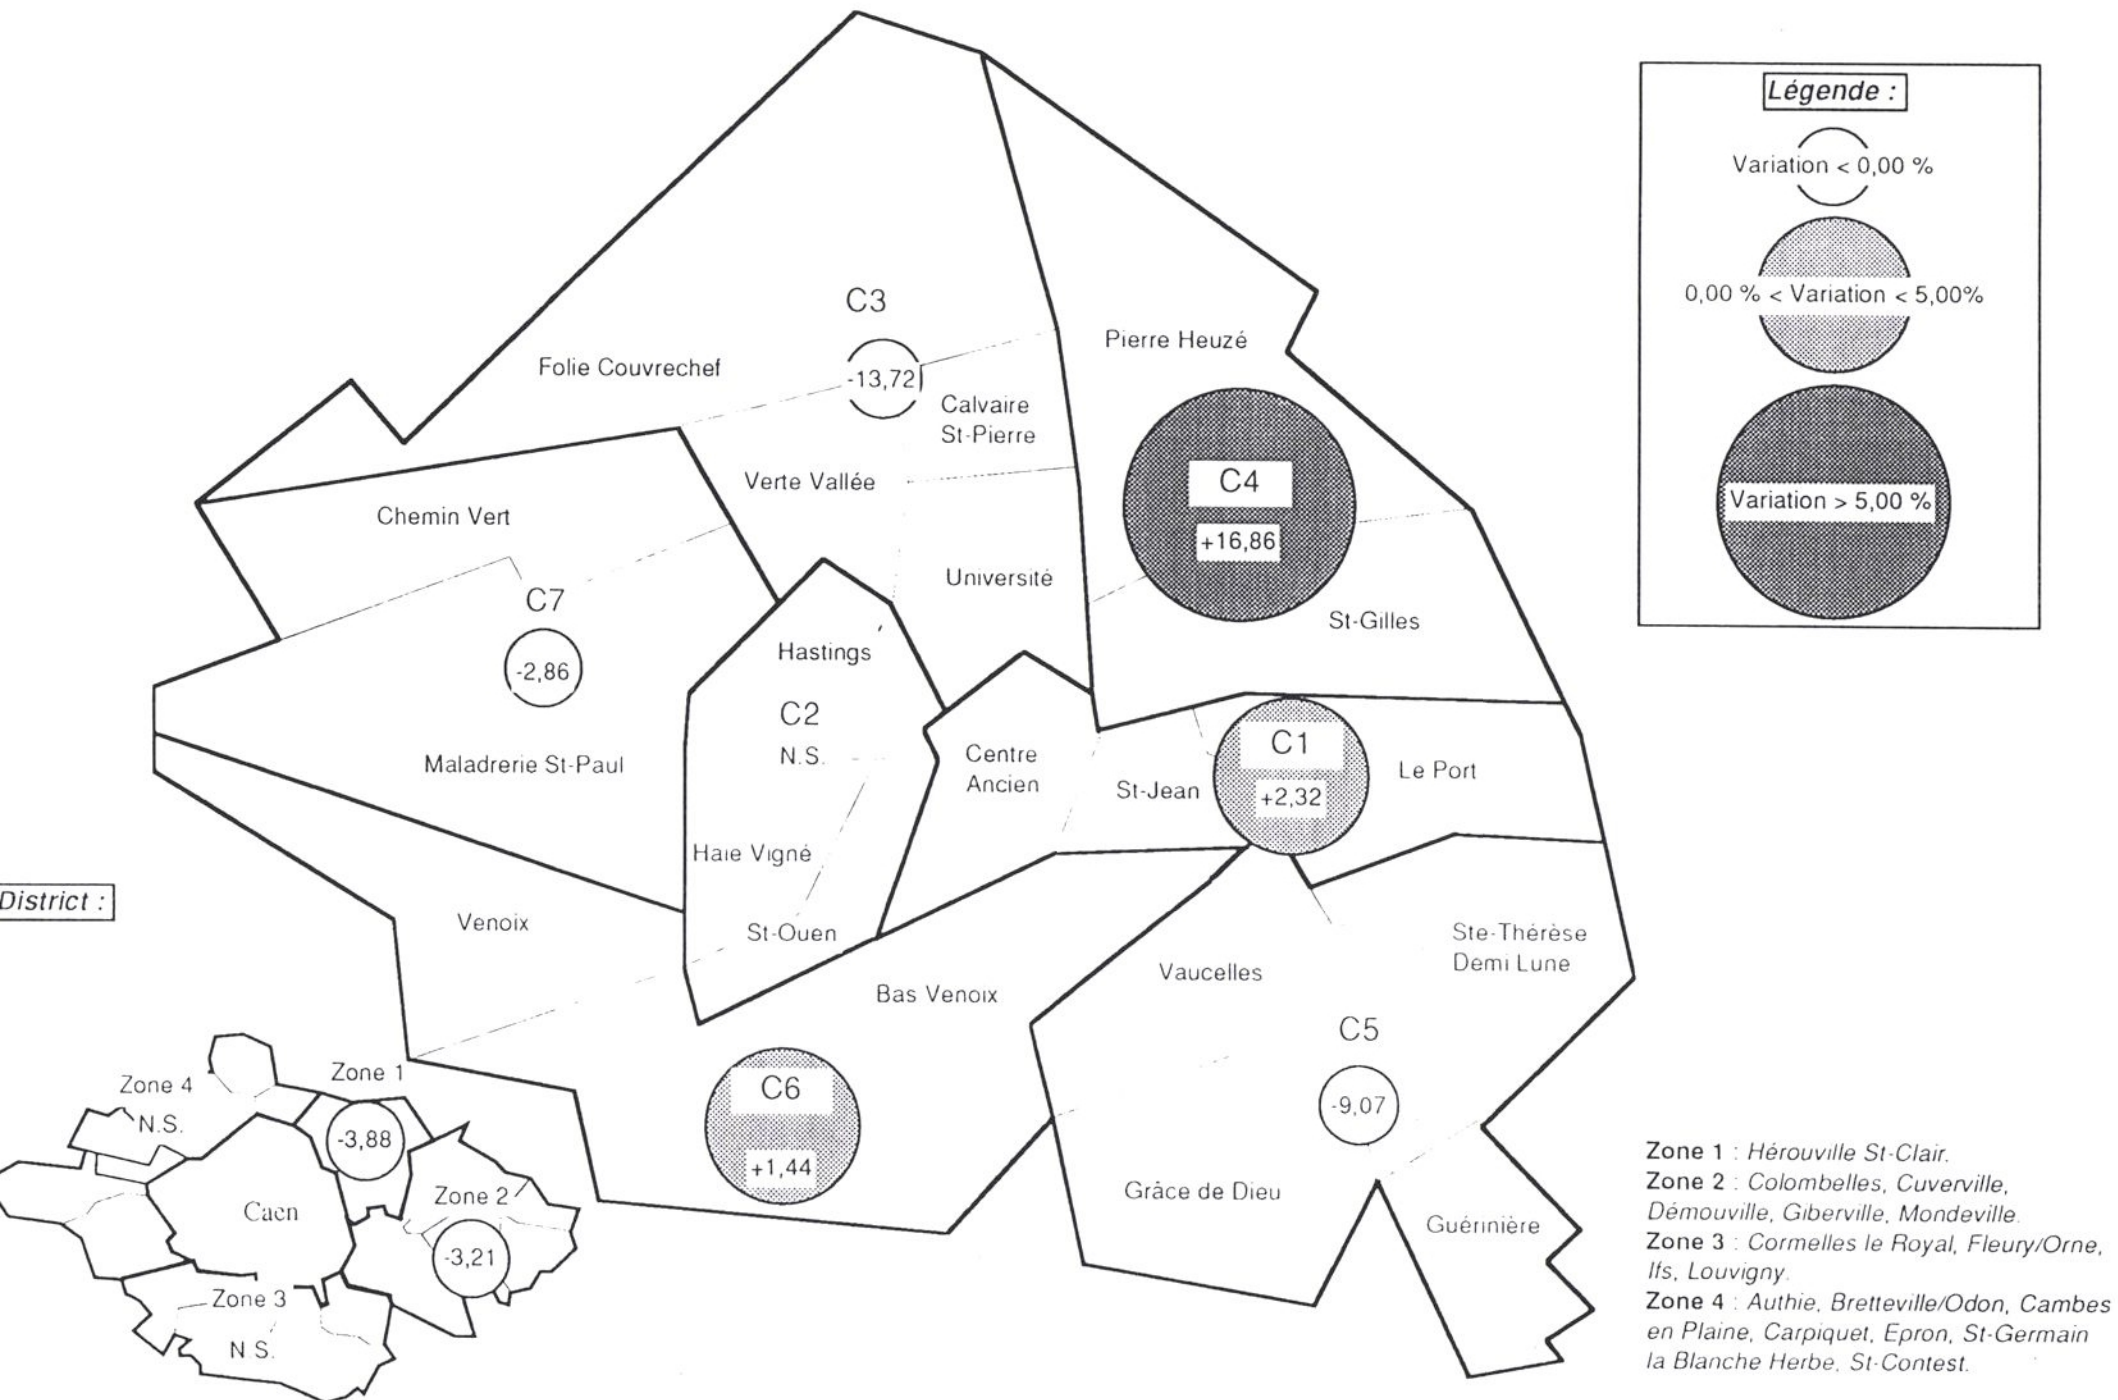 Légende :
Variation < 0,00 %
0,00 % < Variation < 5,00%
Variation > 5,00 %
C3
-13,72
Folie Couvrechef
Calvaire
St-Pierre
Verte Vallée
Université
Pierre Heuzé
C4
+16,86
St-Gilles
Chemin Vert
C7
-2,86
Maladrerie St-Paul
Hastings
C2
N.S.
Haie Vigné
St-Ouen
Centre
Ancien
St-Jean
C1
+2,32
Le Port
Venoix
Bas Venoix
C6
+1,44
Vaucelles
Ste-Thérèse
Demi Lune
C5
-9,07
Grâce de Dieu
Guérinière
District :
Zone 4
N.S.
Zone 1
-3,88
Caen
Zone 2
-3,21
Zone 3
N.S.
Zone 1 : Hérouville St-Clair.
Zone 2 : Colombelles, Cuverville,
Démouville, Giberville, Mondeville.
Zone 3 : Cormelles le Royal, Fleury/Orne,
Ifs, Louvigny.
Zone 4 : Authie, Bretteville/Odon, Cambes
en Plaine, Carpiquet, Epron, St-Germain
la Blanche Herbe, St-Contest.